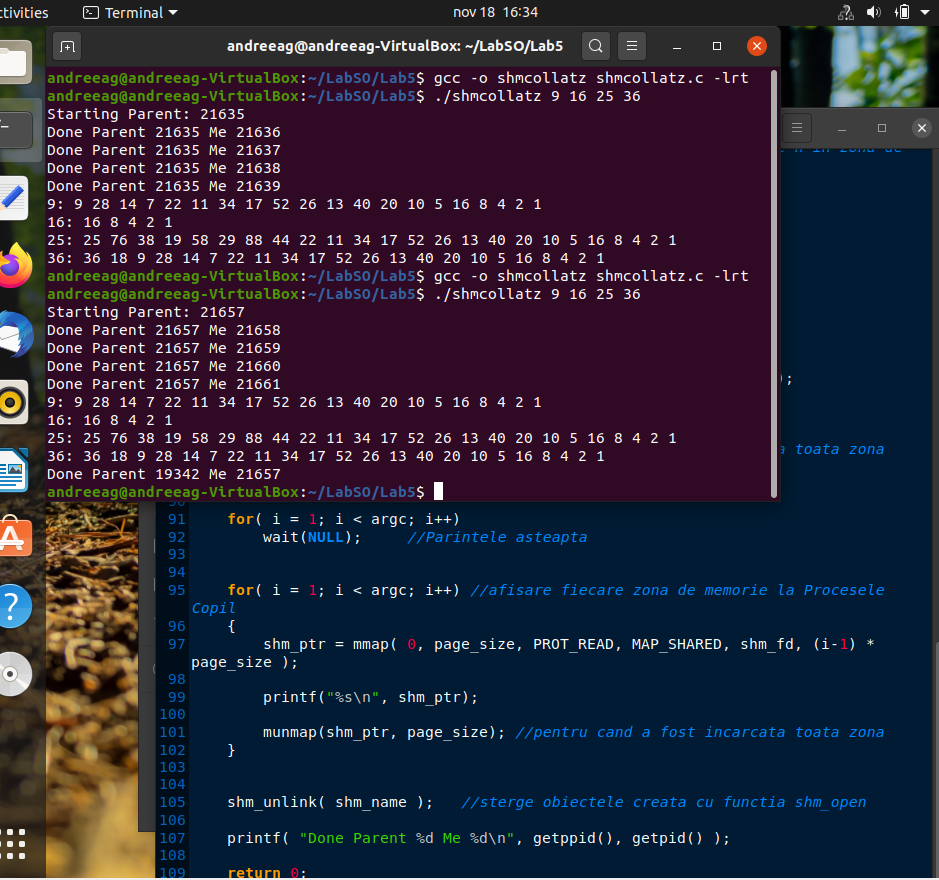 ctivities
Terminal
nov 18 16:34
andreeag@andreeag-VirtualBox: ~/LabSO/Lab5
andreeag@andreeag-VirtualBox:~/LabSO/Lab5$ gcc -o shmcollatz shmcollatz.c -lrt
andreeag@andreeag-VirtualBox:~/LabSO/Lab5$ ./shmcollatz 9 16 25 36
Starting Parent: 21635
Done Parent 21635 Me 21636
Done Parent 21635 Me 21637
Done Parent 21635 Me 21638
Done Parent 21635 Me 21639
9: 9 28 14 7 22 11 34 17 52 26 13 40 20 10 5 16 8 4 2 1
16: 16 8 4 2 1
25: 25 76 38 19 58 29 88 44 22 11 34 17 52 26 13 40 20 10 5 16 8 4 2 1
36: 36 18 9 28 14 7 22 11 34 17 52 26 13 40 20 10 5 16 8 4 2 1
andreeag@andreeag-VirtualBox:~/LabSO/Lab5$ gcc -o shmcollatz shmcollatz.c -lrt
andreeag@andreeag-VirtualBox:~/LabSO/Lab5$ ./shmcollatz 9 16 25 36
Starting Parent: 21657
Done Parent 21657 Me 21658
Done Parent 21657 Me 21659
Done Parent 21657 Me 21660
Done Parent 21657 Me 21661
9: 9 28 14 7 22 11 34 17 52 26 13 40 20 10 5 16 8 4 2 1
16: 16 8 4 2 1
25: 25 76 38 19 58 29 88 44 22 11 34 17 52 26 13 40 20 10 5 16 8 4 2 1
36: 36 18 9 28 14 7 22 11 34 17 52 26 13 40 20 10 5 16 8 4 2 1
Done Parent 19342 Me 21657
andreeag@andreeag-VirtualBox:~/LabSO/Lab5$
);
toata zona
90
91 for( i = 1; i < argc; i++)
92 wait(NULL); //Parintele asteapta
93
94
95 for( i = 1; i < argc; i++) //afisare fiecare zona de memorie la Procesele
Copil
96 {
97 shm_ptr = mmap( 0, page_size, PROT_READ, MAP_SHARED, shm_fd, (i-1) *
page_size );
98
99 printf("%s\n", shm_ptr);
100
101 munmap(shm_ptr, page_size); //pentru cand a fost incarcata toata zona
102 }
103
104
105 shm_unlink( shm_name ); //sterge obiectele creata cu functia shm_open
106
107 printf( "Done Parent %d Me %d\n", getppid(), getpid() );
108
109 return 0;